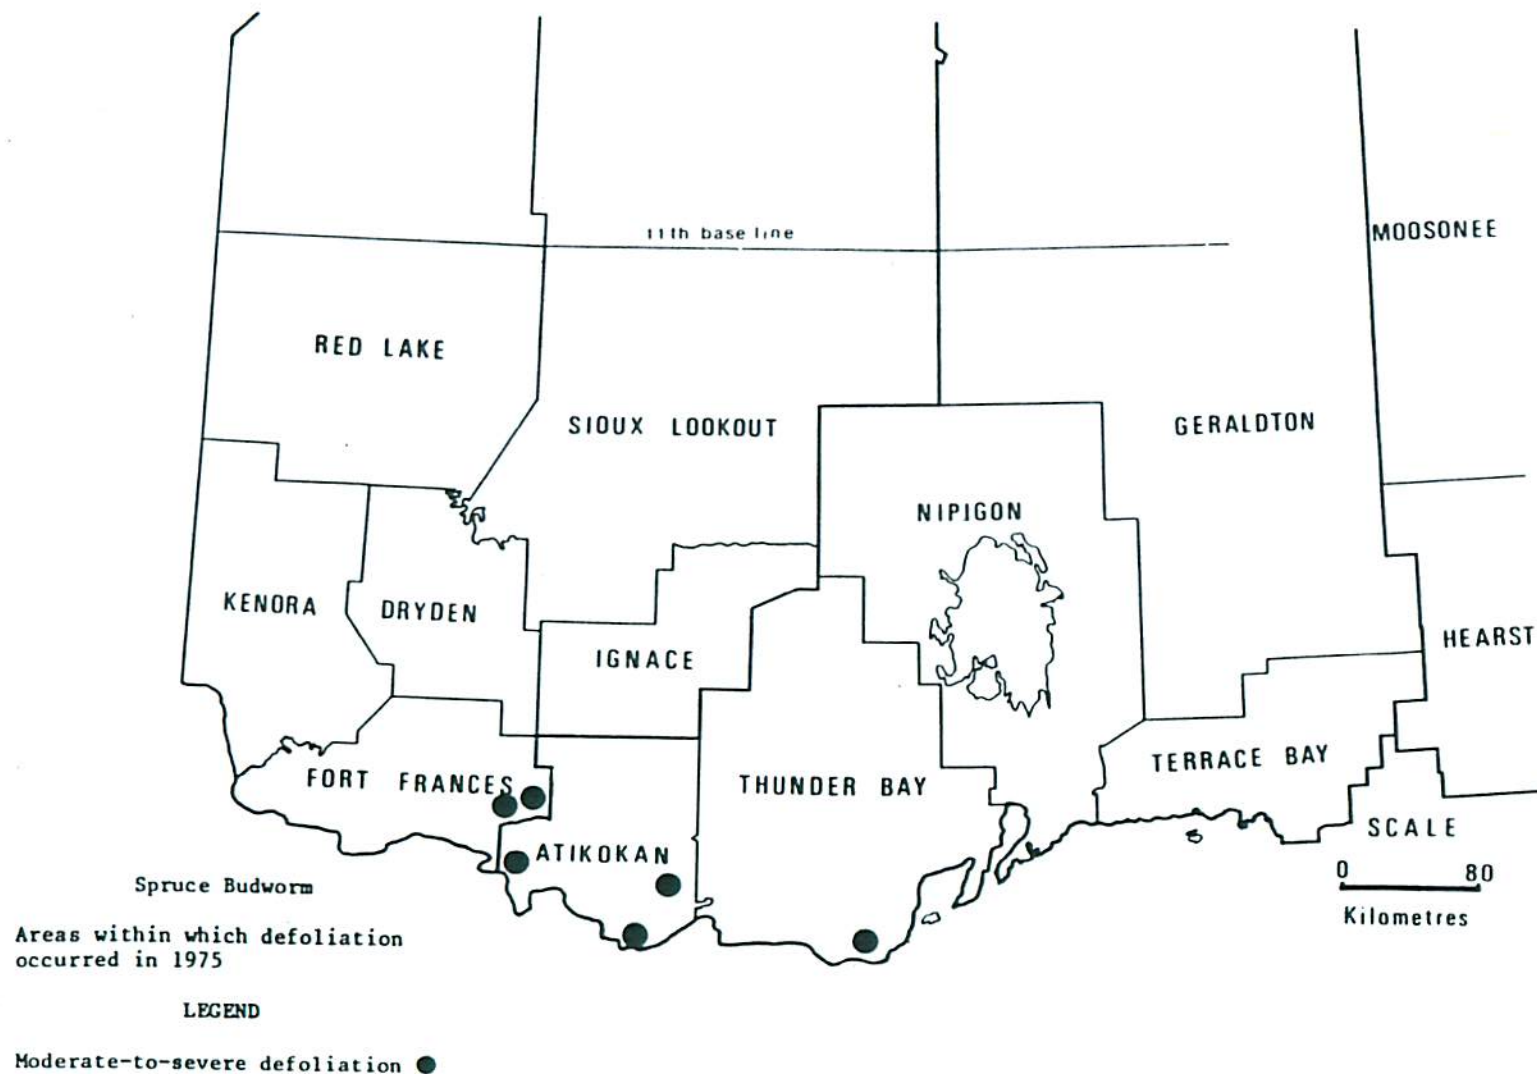 11th base line
MOOSONEE
RED LAKE
SIOUX LOOKOUT
GERALDTON
NIPIGON
KENORA
DRYDEN
IGNACE
HEARST
FORT FRANCES
THUNDER BAY
TERRACE BAY
ATIKOKAN
SCALE
0 80
Kilometres
Spruce Budworm
Areas within which defoliation
occurred in 1975
LEGEND
Moderate-to-severe defoliation